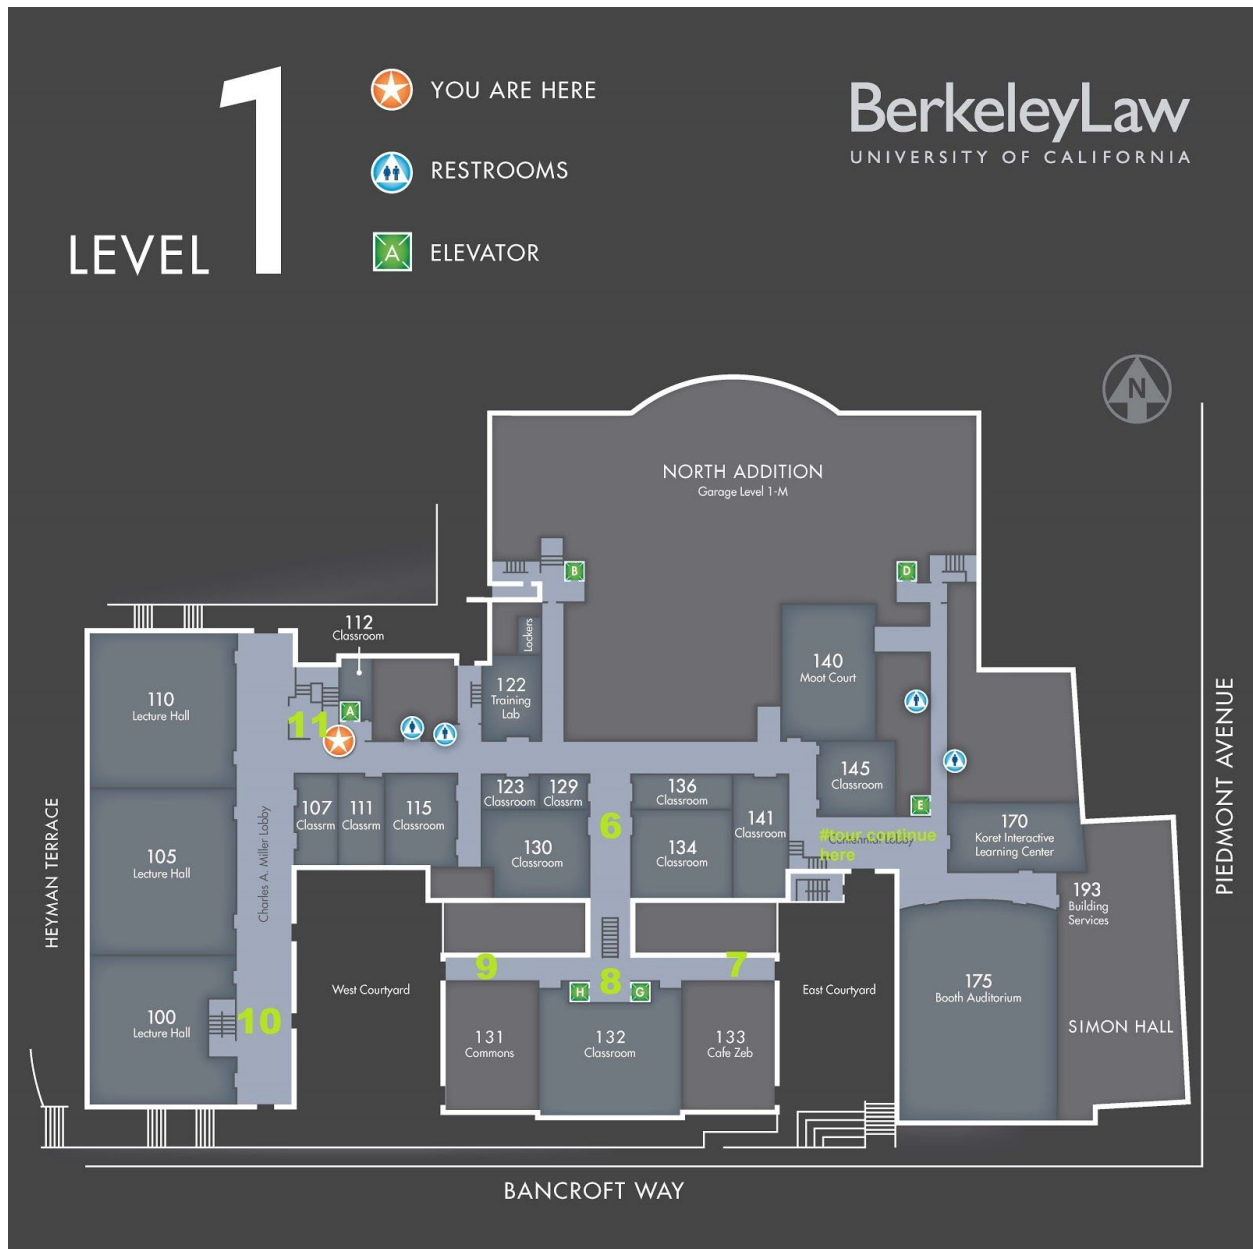 LEVEL 1
YOU ARE HERE
RESTROOMS
A
ELEVATOR
BerkeleyLaw
UNIVERSITY OF CALIFORNIA
N
NORTH ADDITION
Garage Level 1-M
B
D
112
Classroom
Lockers
110
Lecture Hall
122
Training
Lab
140
Moot Court
A
11
145
Classroom
107
Classrm
111
Classrm
115
Classroom
123
Classroom
129
Classrm
136
Classroom
141
Classroom
E
6
#tour continue
here
Centennial Lobby
170
Koret Interactive
Learning Center
105
Lecture Hall
Charles A. Miller Lobby
130
Classroom
134
Classroom
193
Building
Services
HEYMAN TERRACE
PIEDMONT AVENUE
9
8
7
H
G
West Courtyard
East Courtyard
175
Booth Auditorium
100
Lecture Hall
10
131
Commons
132
Classroom
133
Cafe Zeb
SIMON HALL
BANCROFT WAY